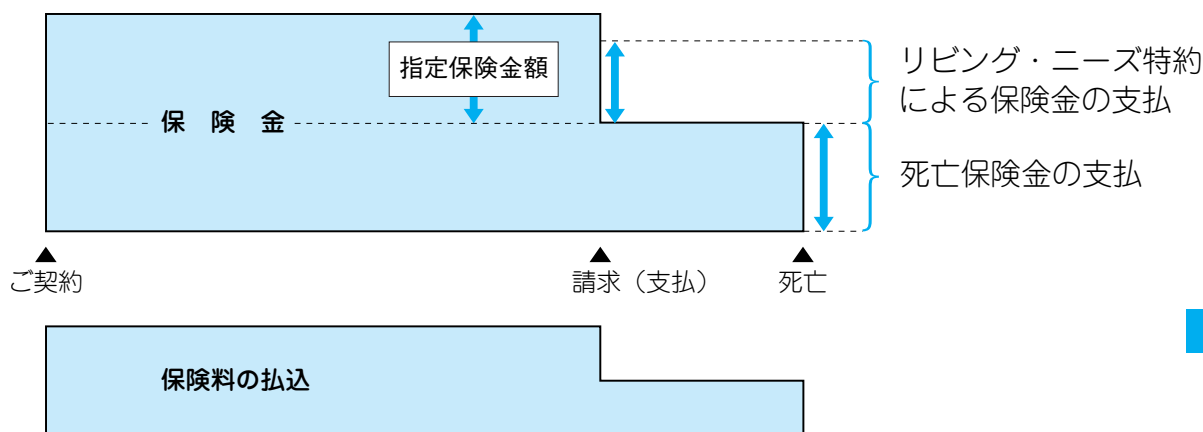 指定保険金額
保　険　金
リビング・ニーズ特約
による保険金の支払
死亡保険金の支払
▲
▲
▲
ご契約
請求（支払）
死亡
保険料の払込